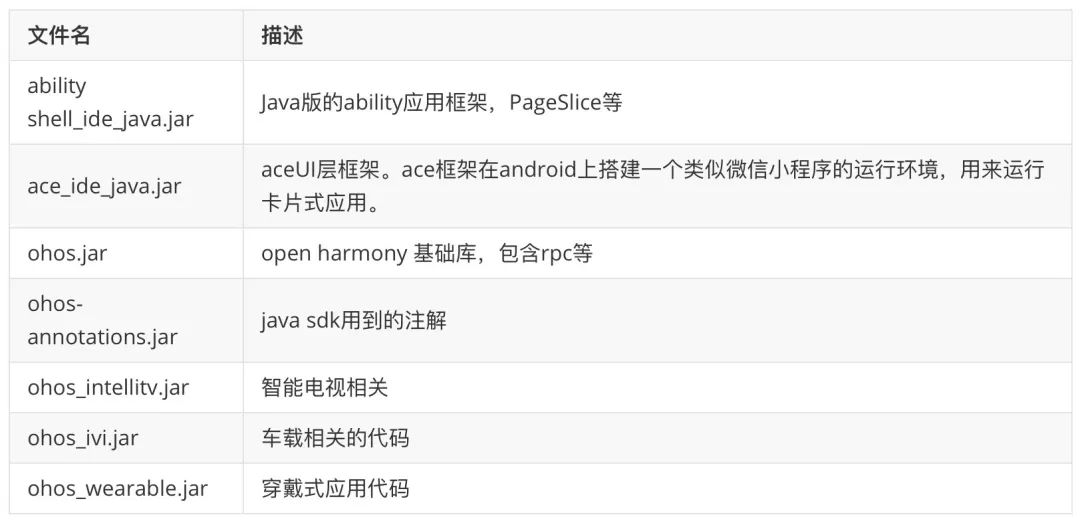 文件名 描述
ability
shell_ide_java.jar
Java版的ability应用框架，PageSlice等
ace_ide_java.jar
aceUI层框架。ace框架在android上搭建一个类似微信小程序的运行环境，用来运行
卡片式应用。
ohos.jar
open harmony 基础库，包含rpc等
ohos-
annotations.jar
java sdk用到的注解
ohos_intellitv.jar
智能电视相关
ohos_ivi.jar
车载相关的代码
ohos_wearable.jar
穿戴式应用代码